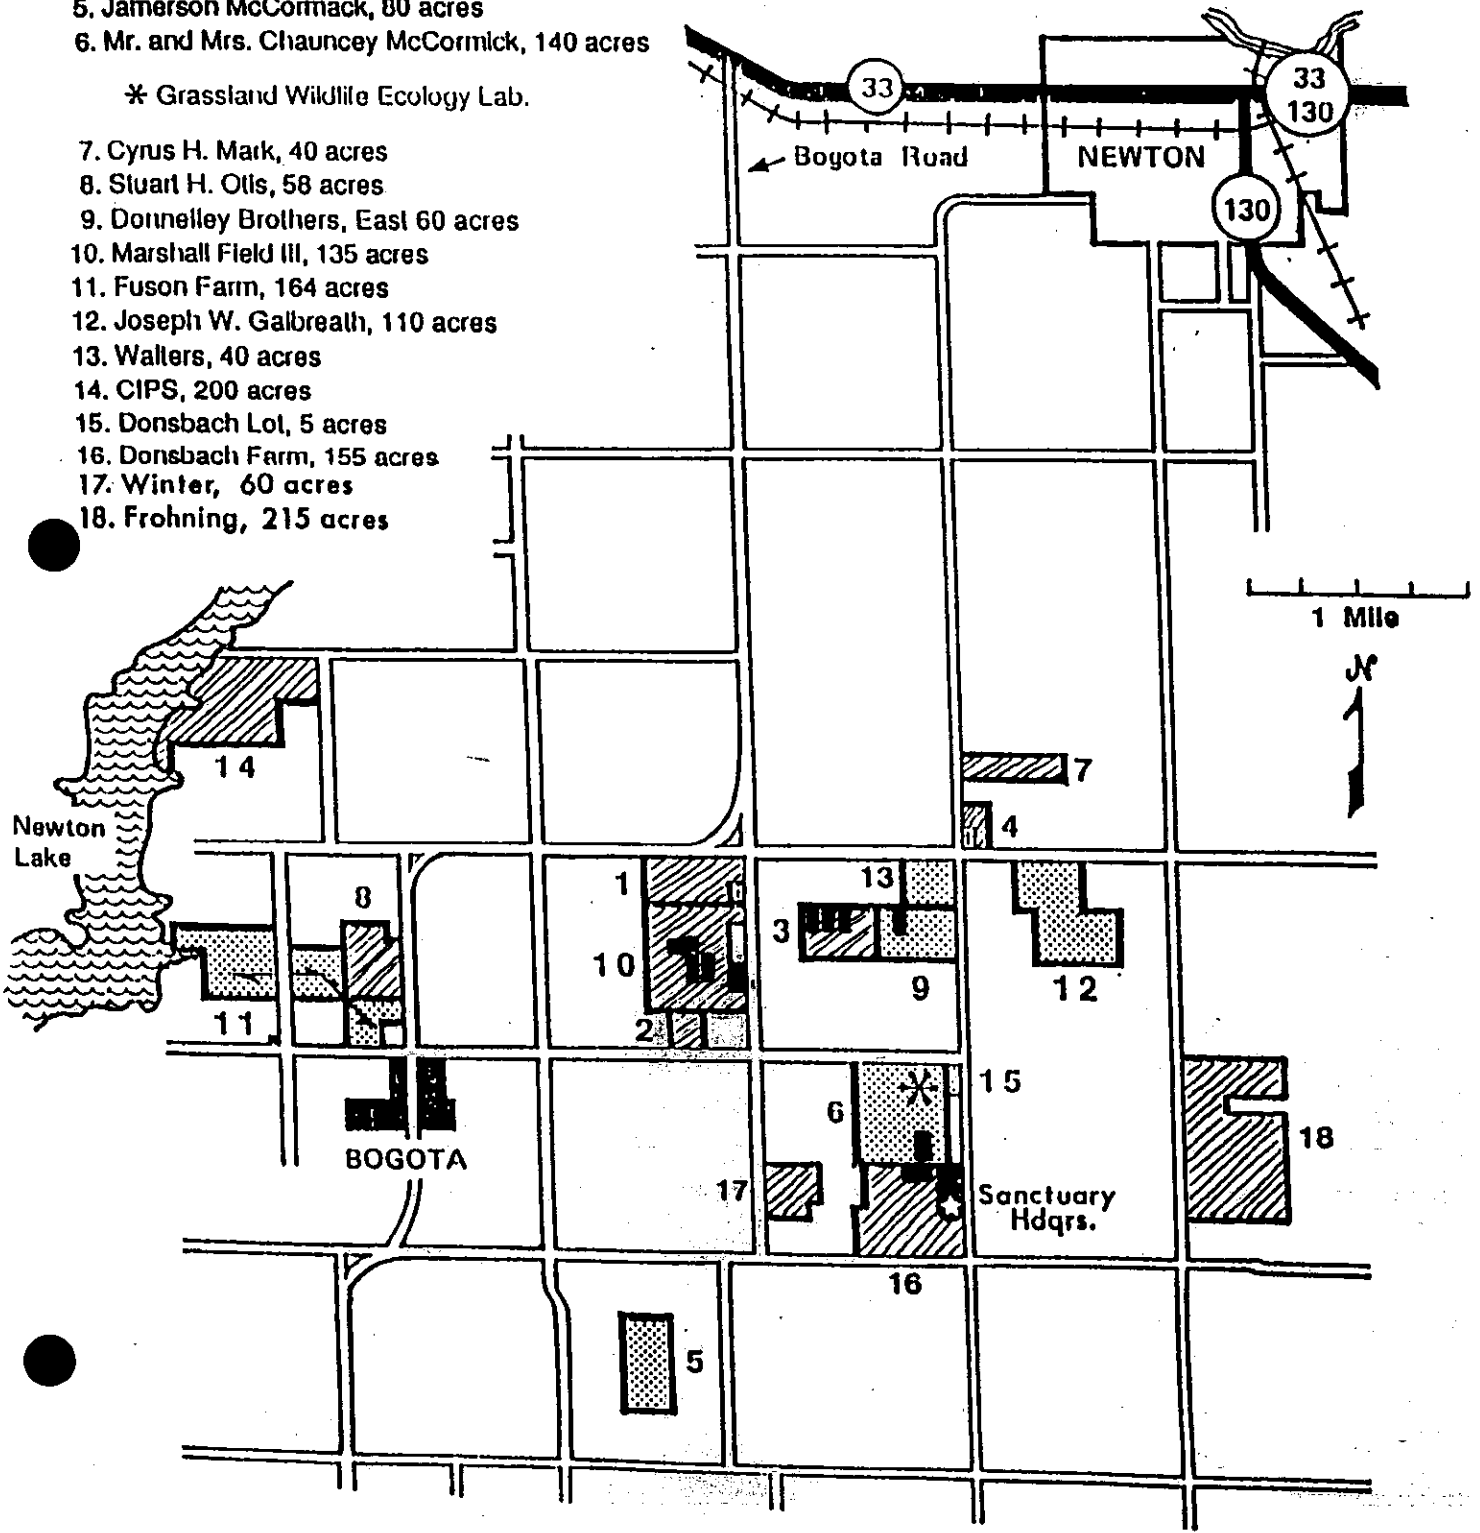 5. Jamerson McCormack, 80 acres
6. Mr. and Mrs. Chauncey McCormick, 140 acres
* Grassland Wildlife Ecology Lab.
7. Cyrus H. Mark, 40 acres
8. Stuart H. Otis, 58 acres
9. Donnelley Brothers, East 60 acres
10. Marshall Field III, 135 acres
11. Fuson Farm, 164 acres
12. Joseph W. Galbreath, 110 acres
13. Walters, 40 acres
14. CIPS, 200 acres
15. Donsbach Lot, 5 acres
16. Donsbach Farm, 155 acres
17. Winter, 60 acres
18. Frohning, 215 acres
33
33
130
Bogota Road
NEWTON
130
1 Mile
N
14
7
Newton
Lake
4
8
1
13
3
10
9
12
11
2
15
6
18
BOGOTA
17
Sanctuary
Hdqrs.
16
5